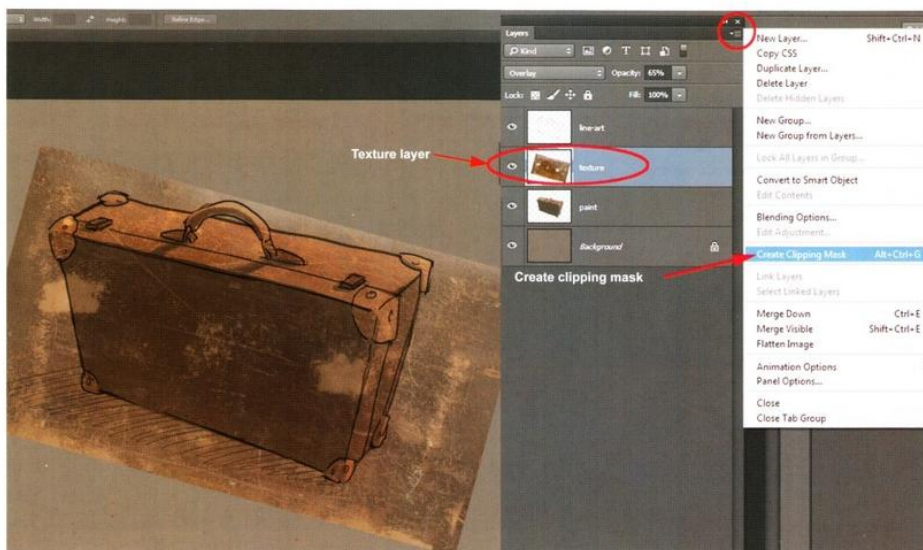 Width:
Height:
Refine Edge...
Layers
Kind
T
Overlay
Opacity: 65%
Lock:
Fill: 100%
line-art
texture
paint
Background
Texture layer
Create clipping mask
New Layer... Shift+Ctrl+N
Copy CSS
Duplicate Layer...
Delete Layer
Delete Hidden Layers
New Group...
New Group from Layers...
Lock All Layers in Group...
Convert to Smart Object
Edit Contents
Blending Options...
Edit Adjustment...
Create Clipping Mask Alt+Ctrl+G
Link Layers
Select Linked Layers
Merge Down Ctrl+E
Merge Visible Shift+Ctrl+E
Flatten Image
Animation Options
Panel Options...
Close
Close Tab Group